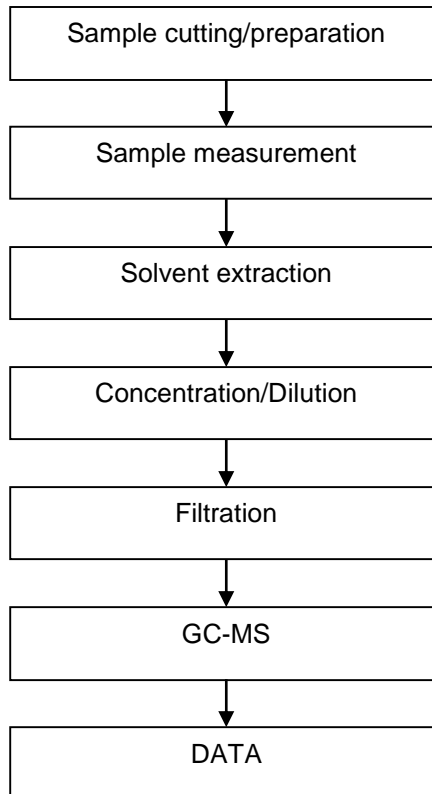 Sample cutting/preparation
Sample measurement
Solvent extraction
Concentration/Dilution
Filtration
GC-MS
DATA